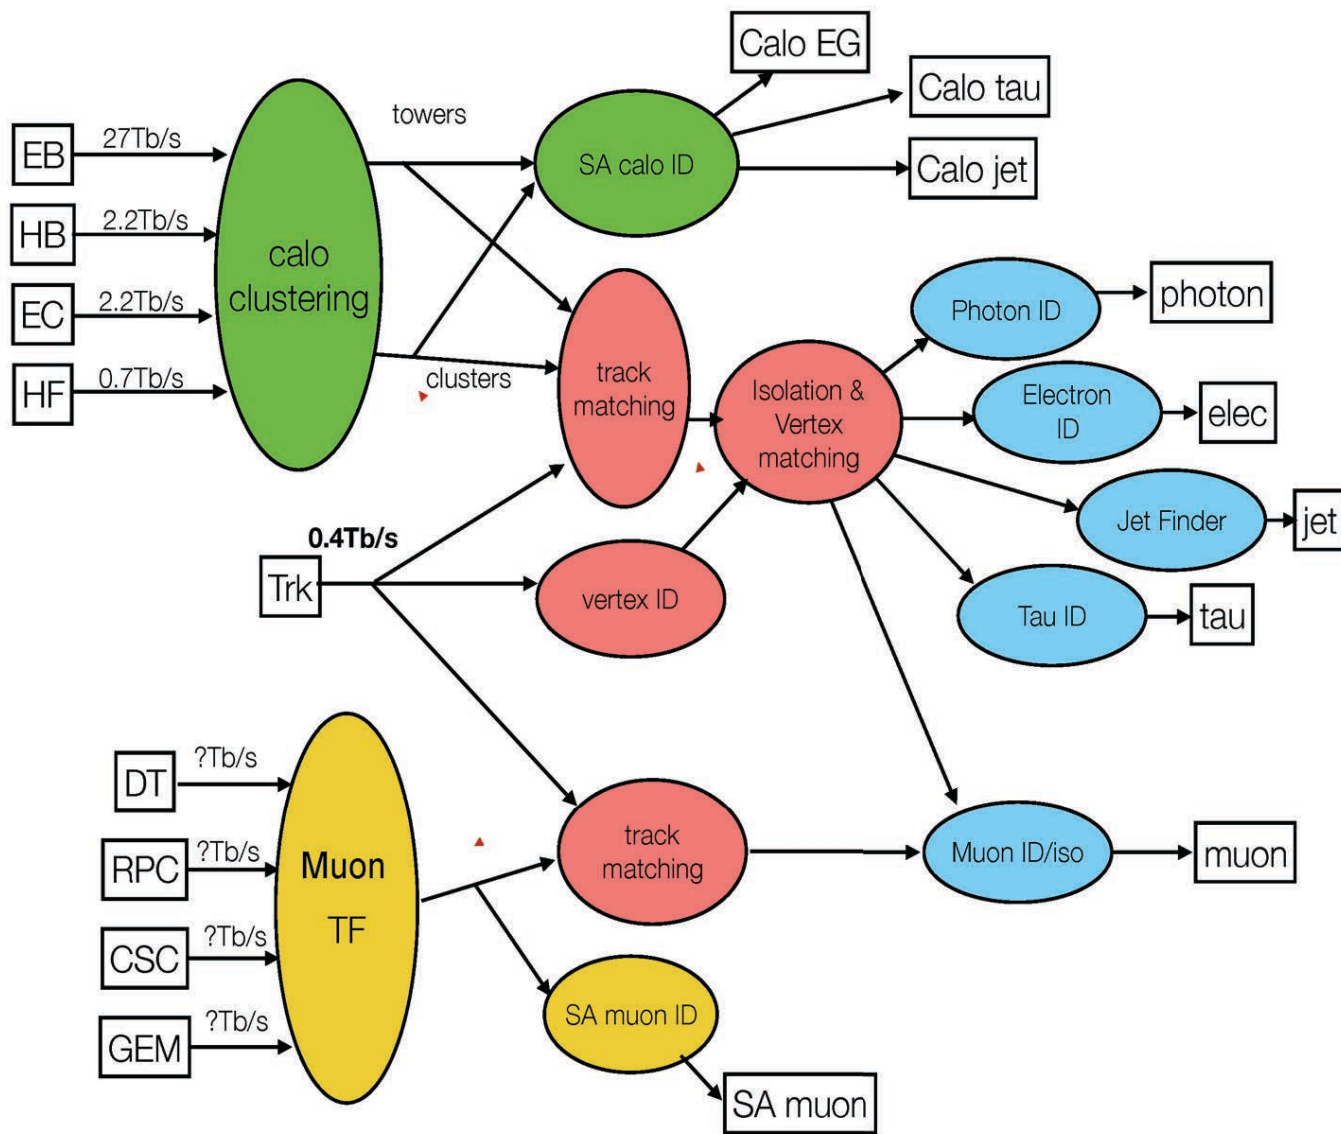 Calo EG
Calo tau
towers
EB
27Tb/s
SA calo ID
Calo jet
HB
2.2Tb/s
calo
clustering
EC
2.2Tb/s
Photon ID
photon
HF
0.7Tb/s
clusters
track
matching
Isolation &
Vertex
matching
Electron
ID
elec
Jet Finder
jet
0.4Tb/s
Trk
vertex ID
Tau ID
tau
DT
?Tb/s
RPC
?Tb/s
Muon
TF
track
matching
Muon ID/iso
muon
CSC
?Tb/s
GEM
?Tb/s
SA muon ID
SA muon